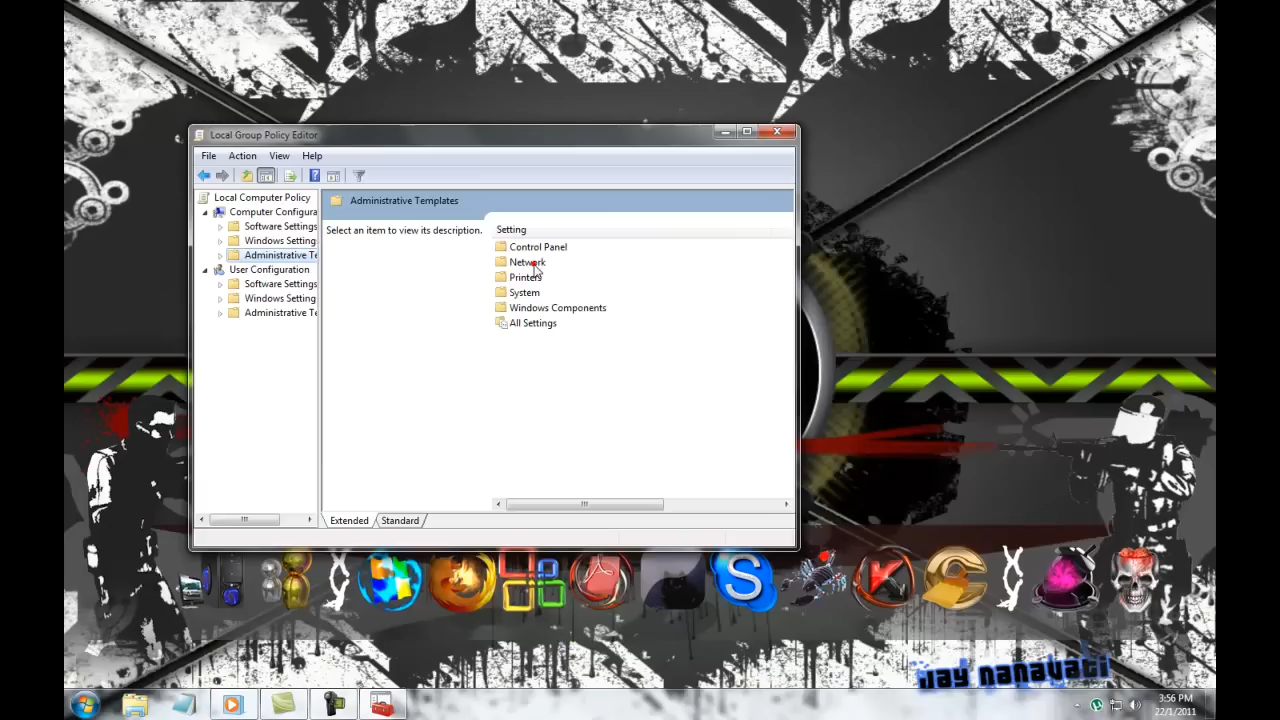 Local Group Policy Editor
File Action View Help
Local Computer Policy
Computer Configura
Software Settings
Windows Setting
Administrative Te
User Configuration
Software Settings
Windows Setting
Administrative Te
Administrative Templates
Select an item to view its description.
Setting
Control Panel
Network
Printers
System
Windows Components
All Settings
Extended Standard
S
Jay nanavati
3:56 PM
22/1/2011